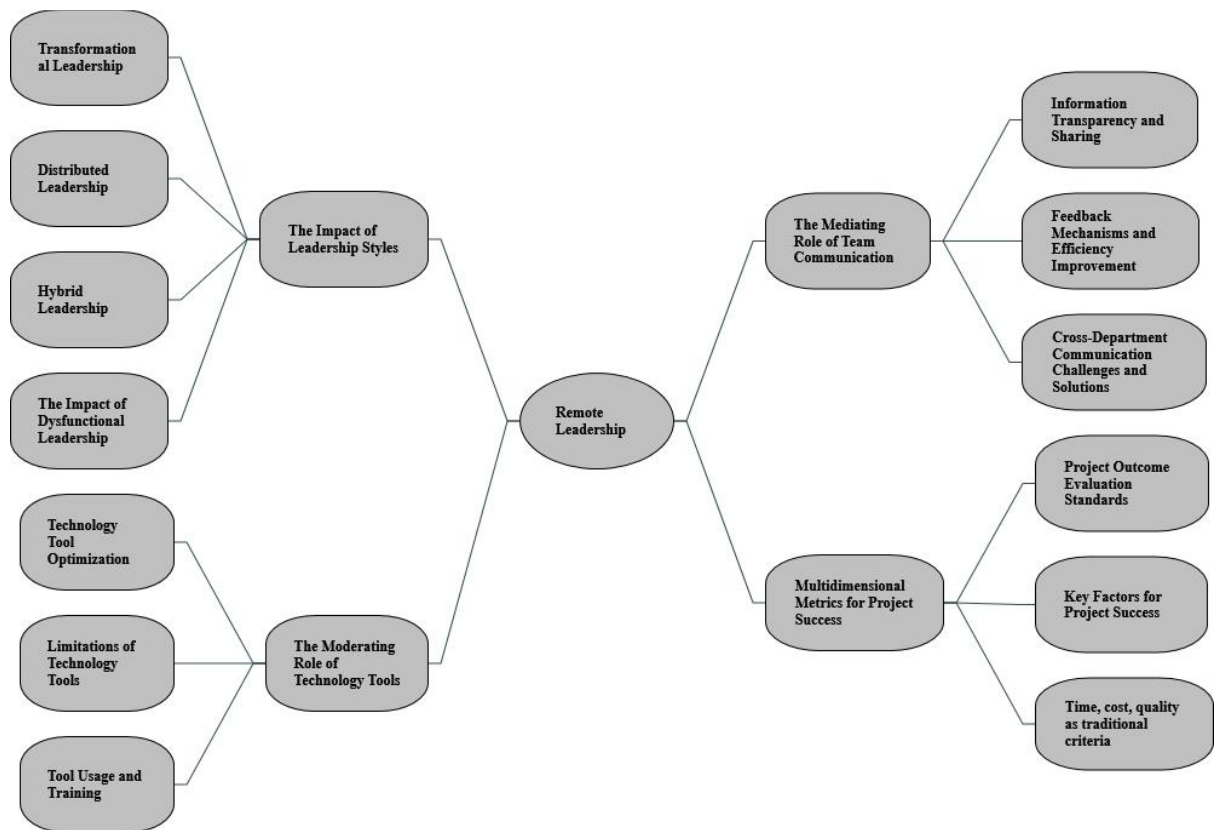 Transformation
al Leadership
Distributed
Leadership
Hybrid
Leadership
The Impact of
Dysfunctional
Leadership
The Impact of
Leadership Styles
Technology
Tool
Optimization
Limitations of
Technology
Tools
Tool Usage and
Training
The Moderating
Role of
Technology Tools
Remote
Leadership
The Mediating
Role of Team
Communication
Information
Transparency and
Sharing
Feedback
Mechanisms and
Efficiency
Improvement
Cross-Department
Communication
Challenges and
Solutions
Multidimensional
Metrics for Project
Success
Project Outcome
Evaluation
Standards
Key Factors for
Project Success
Time, cost, quality
as traditional
criteria